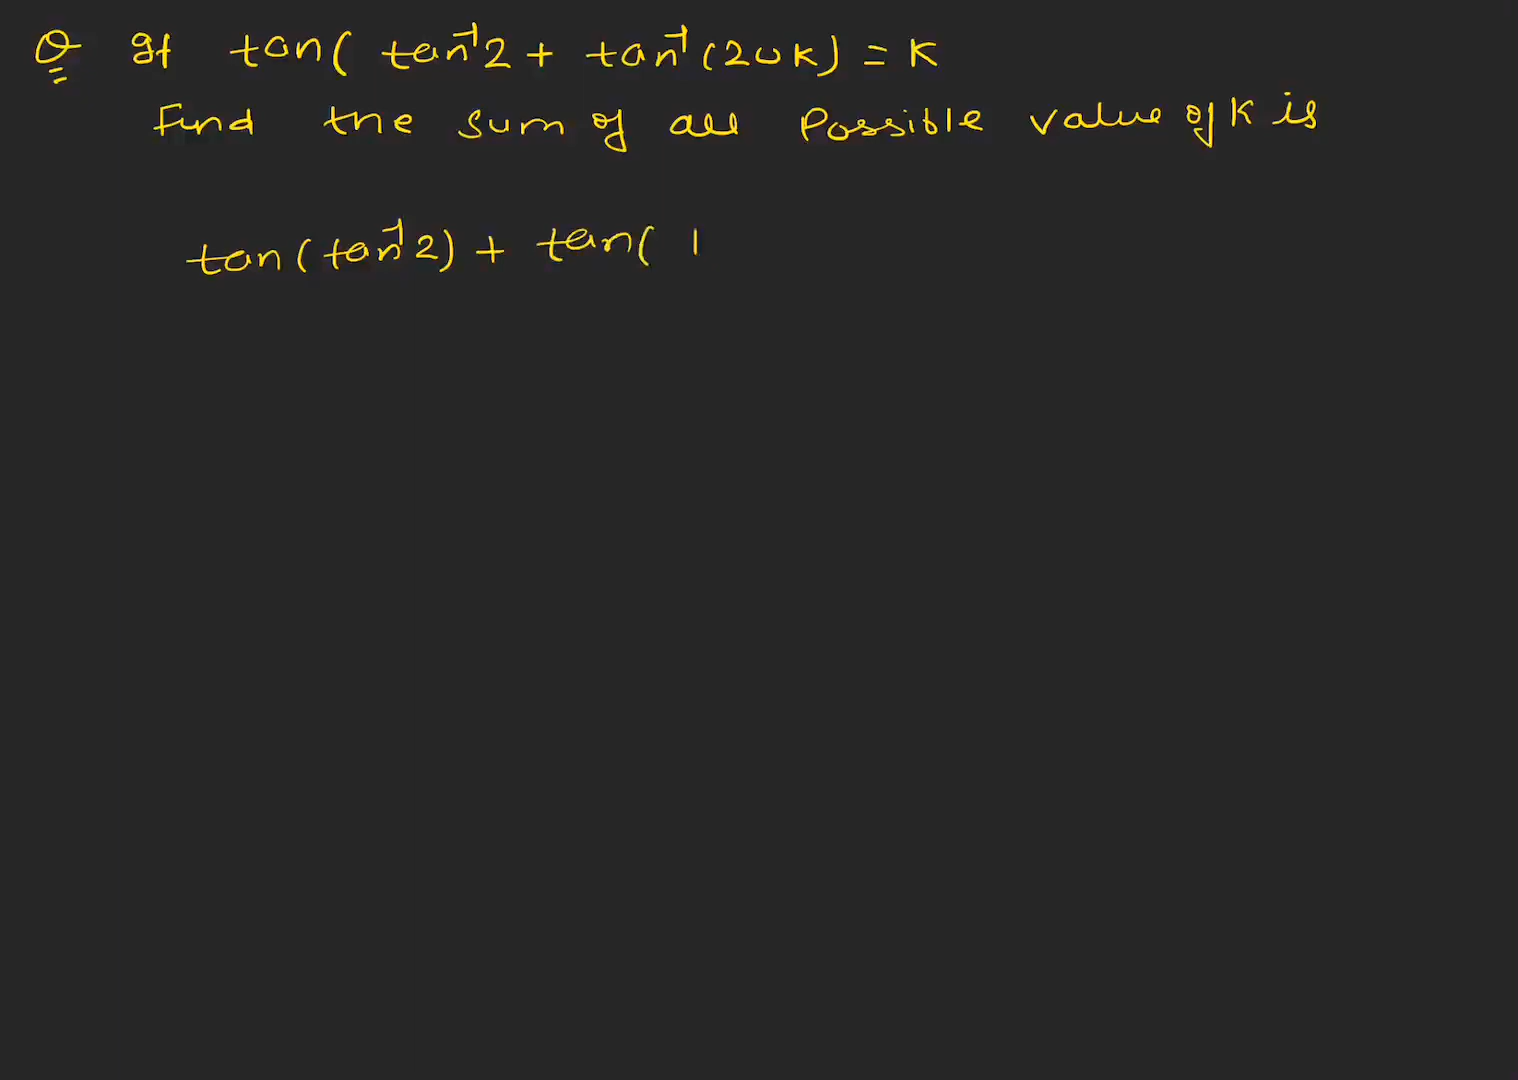 Q If tan( tan⁻¹2 + tan⁻¹(20K) = K
Find the sum of all Possible value of K is
tan(tan⁻¹2) + tan( 1